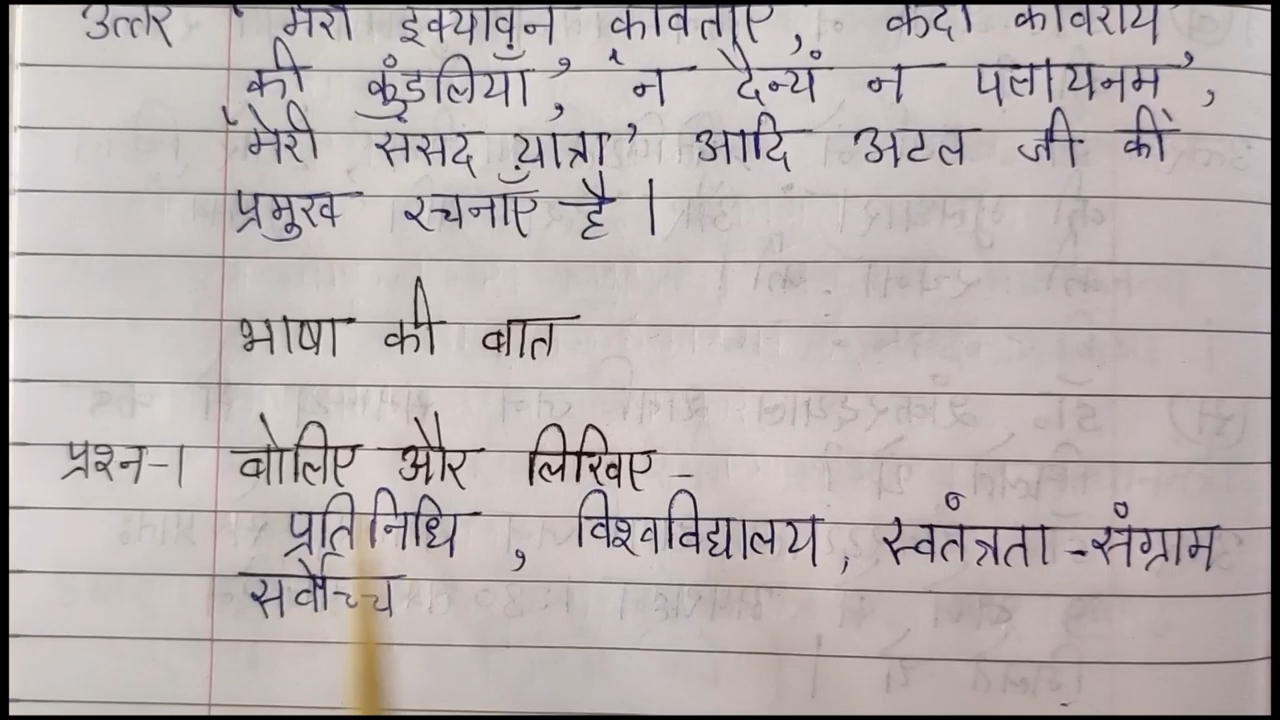 उत्तर 'मेरी इक्यावन कविताएँ', कैदी कविराय
की कुंडलियाँ', 'न दैन्यं न पलायनम',
'मेरी संसद यात्रा' आदि अटल जी की
प्रमुख रचनाएँ है ।
भाषा की बात
प्रश्न-1 बोलिए और लिखिए -
प्रतिनिधि , विश्वविद्यालय, स्वतंत्रता -संग्राम
सर्वोच्च